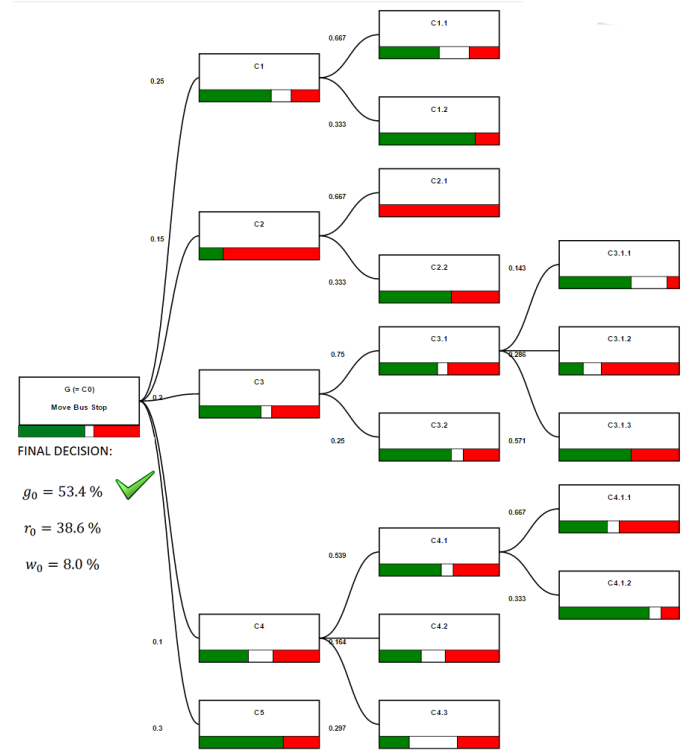 C1.1
0.667
C1
0.25
C1.2
0.333
C2.1
0.667
C2
0.15
C2.2
0.333
C3.1.1
0.143
C3.1
C3.1.2
0.75
0.286
G (= C0)
Move Bus Stop
C3
0.2
C3.2
0.25
C3.1.3
0.571
FINAL DECISION:
g₀ = 53.4 %
r₀ = 38.6 %
w₀ = 8.0 %
C4.1.1
0.667
C4.1
0.539
C4.1.2
0.333
C4
C4.2
0.1
0.164
C5
C4.3
0.3
0.297